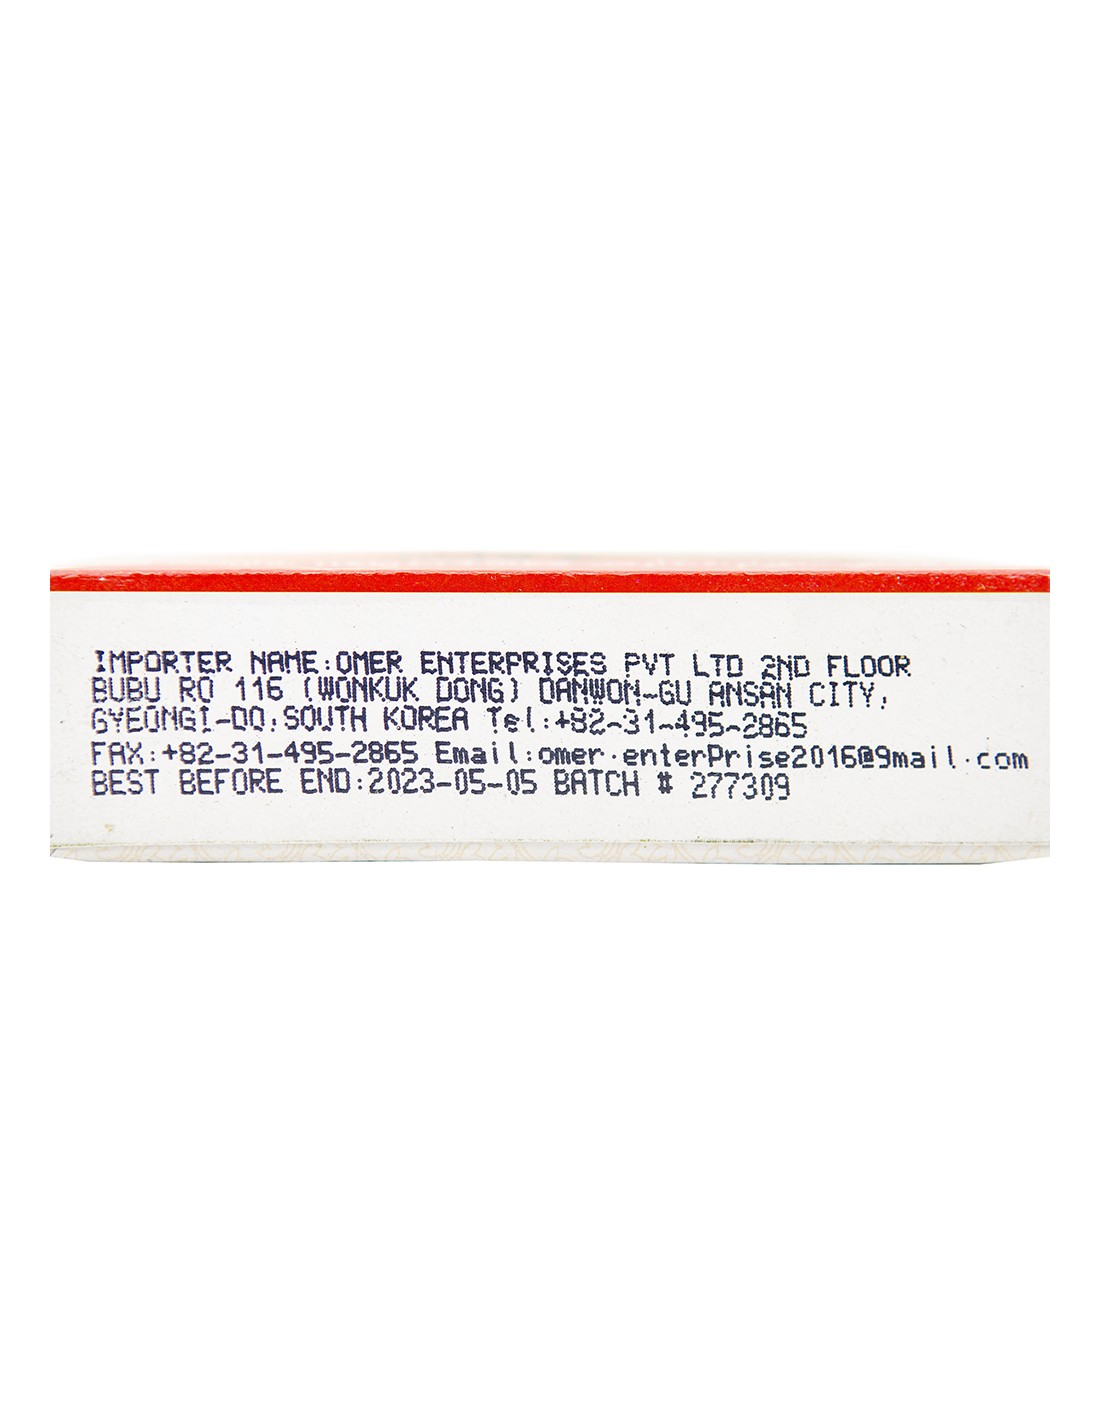 IMPORTER NAME:OMER ENTERPRISES PVT LTD 2ND FLOOR
BUBU RO 116 (WONKUK DONG) DANWON-GU ANSAN CITY,
GYEONGI-DO,SOUTH KOREA Tel:+82-31-495-2865
FAX:+82-31-495-2865 Email:omer.enterprise2016@gmail.com
BEST BEFORE END:2023-05-05 BATCH # 277309